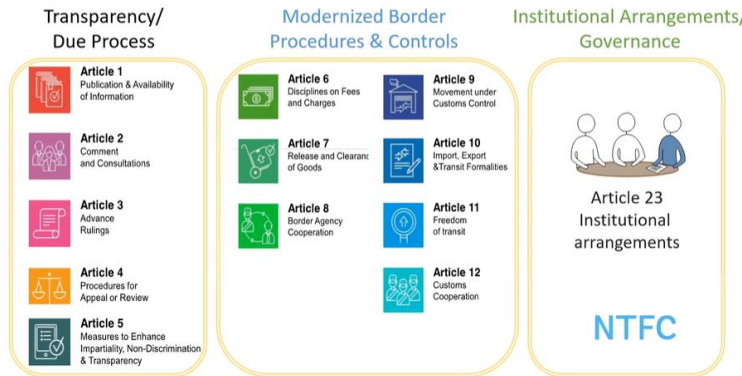 Transparency/
Due Process
Modernized Border
Procedures & Controls
Institutional Arrangements/
Governance
Article 1
Publication & Availability
of Information
Article 2
Comment
and Consultations
Article 3
Advance
Rulings
Article 4
Procedures for
Appeal or Review
Article 5
Measures to Enhance
Impartiality, Non-Discrimination
& Transparency
Article 6
Disciplines on Fees
and Charges
Article 7
Release and Clearanc
of Goods
Article 8
Border Agency
Cooperation
Article 9
Movement under
Customs Control
Article 10
Import, Export
&Transit Formalities
Article 11
Freedom
of transit
Article 12
Customs
Cooperation
Article 23
Institutional
arrangements
NTFC